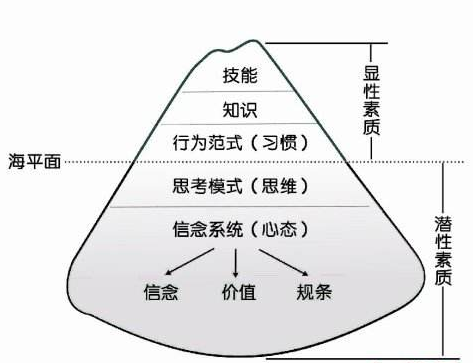 技能
知识
行为范式（习惯）
海平面
思考模式（思维）
信念系统（心态）
信念 价值 规条
显性素质
潜性素质